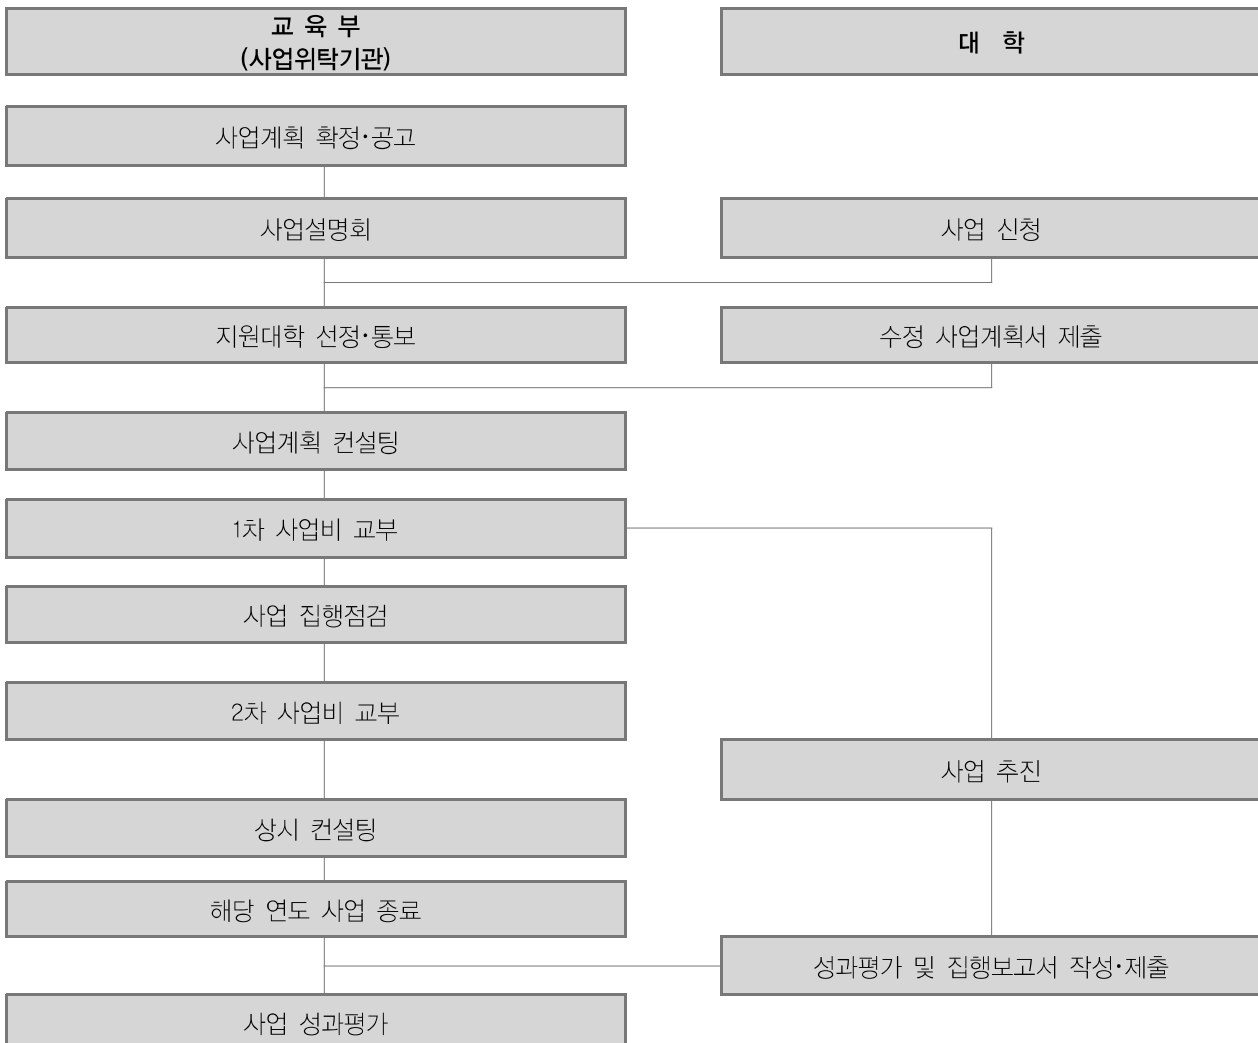 교 육 부
(사업위탁기관)
대 학
사업계획 확정·공고
사업설명회
사업 신청
지원대학 선정·통보
수정 사업계획서 제출
사업계획 컨설팅
1차 사업비 교부
사업 집행점검
2차 사업비 교부
사업 추진
상시 컨설팅
해당 연도 사업 종료
성과평가 및 집행보고서 작성·제출
사업 성과평가